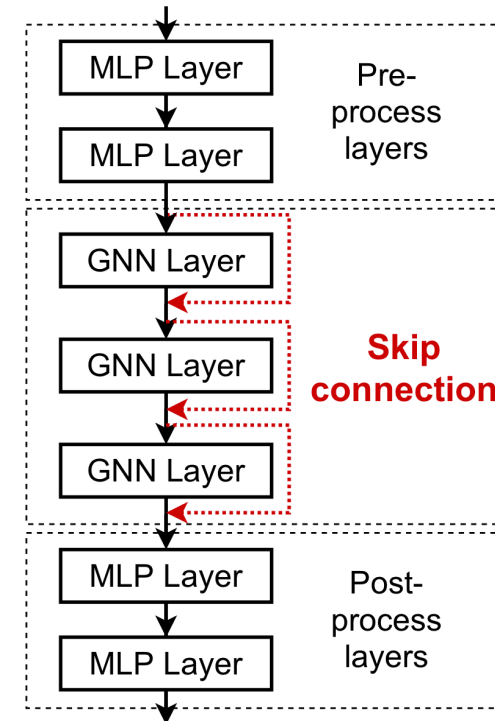 MLP Layer
MLP Layer
Pre-
process
layers
GNN Layer
GNN Layer
GNN Layer
Skip
connection
MLP Layer
MLP Layer
Post-
process
layers